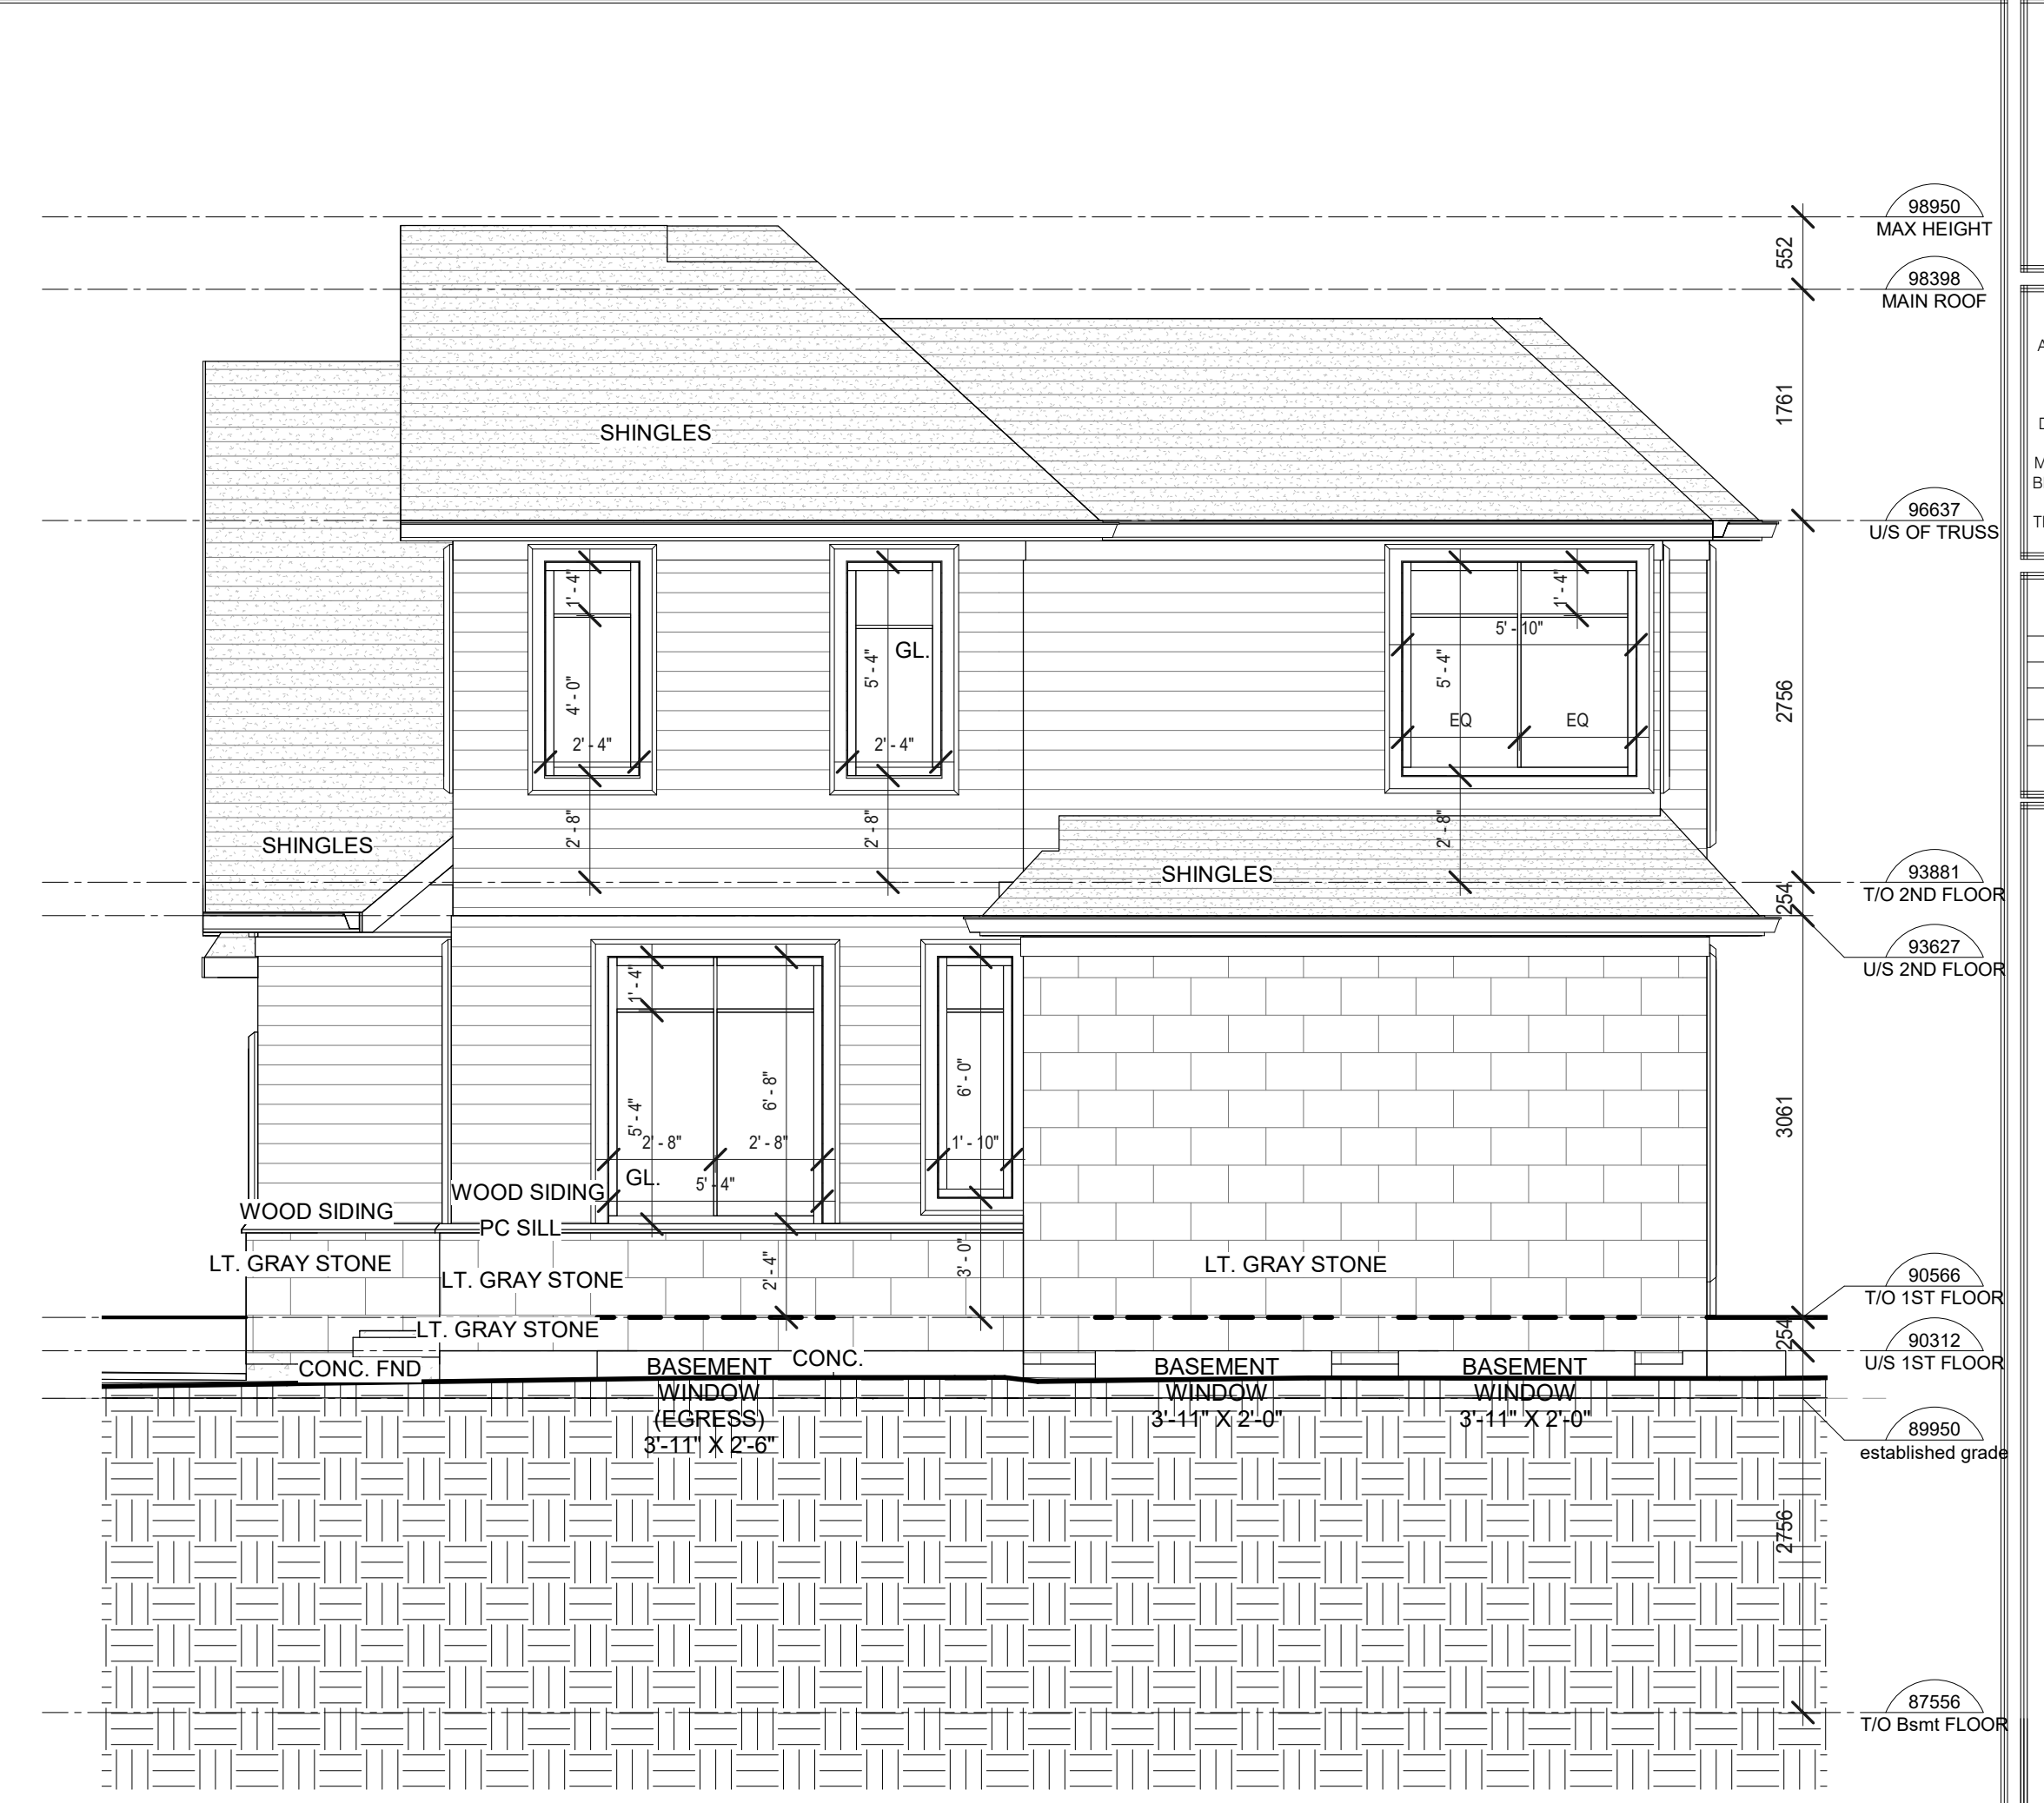 98950
MAX HEIGHT
552
98398
MAIN ROOF
1761
SHINGLES
96637
U/S OF TRUSS
1' - 4"
1' - 4"
5' - 10"
GL.
4' - 0"
5' - 4"
5' - 4"
2756
EQ
EQ
2' - 4"
2' - 4"
2' - 8"
2' - 8"
2' - 8"
SHINGLES
SHINGLES
93881
T/O 2ND FLOOR
254
93627
U/S 2ND FLOOR
1' - 4"
6' - 8"
6' - 0"
5' - 4"
3061
2' - 8"
2' - 8"
1' - 10"
GL.
5' - 4"
WOOD SIDING
WOOD SIDING
PC SILL
LT. GRAY STONE
LT. GRAY STONE
2' - 4"
3' - 0"
LT. GRAY STONE
90566
T/O 1ST FLOOR
LT. GRAY STONE
254
90312
U/S 1ST FLOOR
CONC. FND
CONC.
BASEMENT
WINDOW
(EGRESS)
3'-11" X 2'-6"
BASEMENT
WINDOW
3'-11" X 2'-0"
BASEMENT
WINDOW
3'-11" X 2'-0"
89950
established grade
2756
87556
T/O Bsmt FLOOR